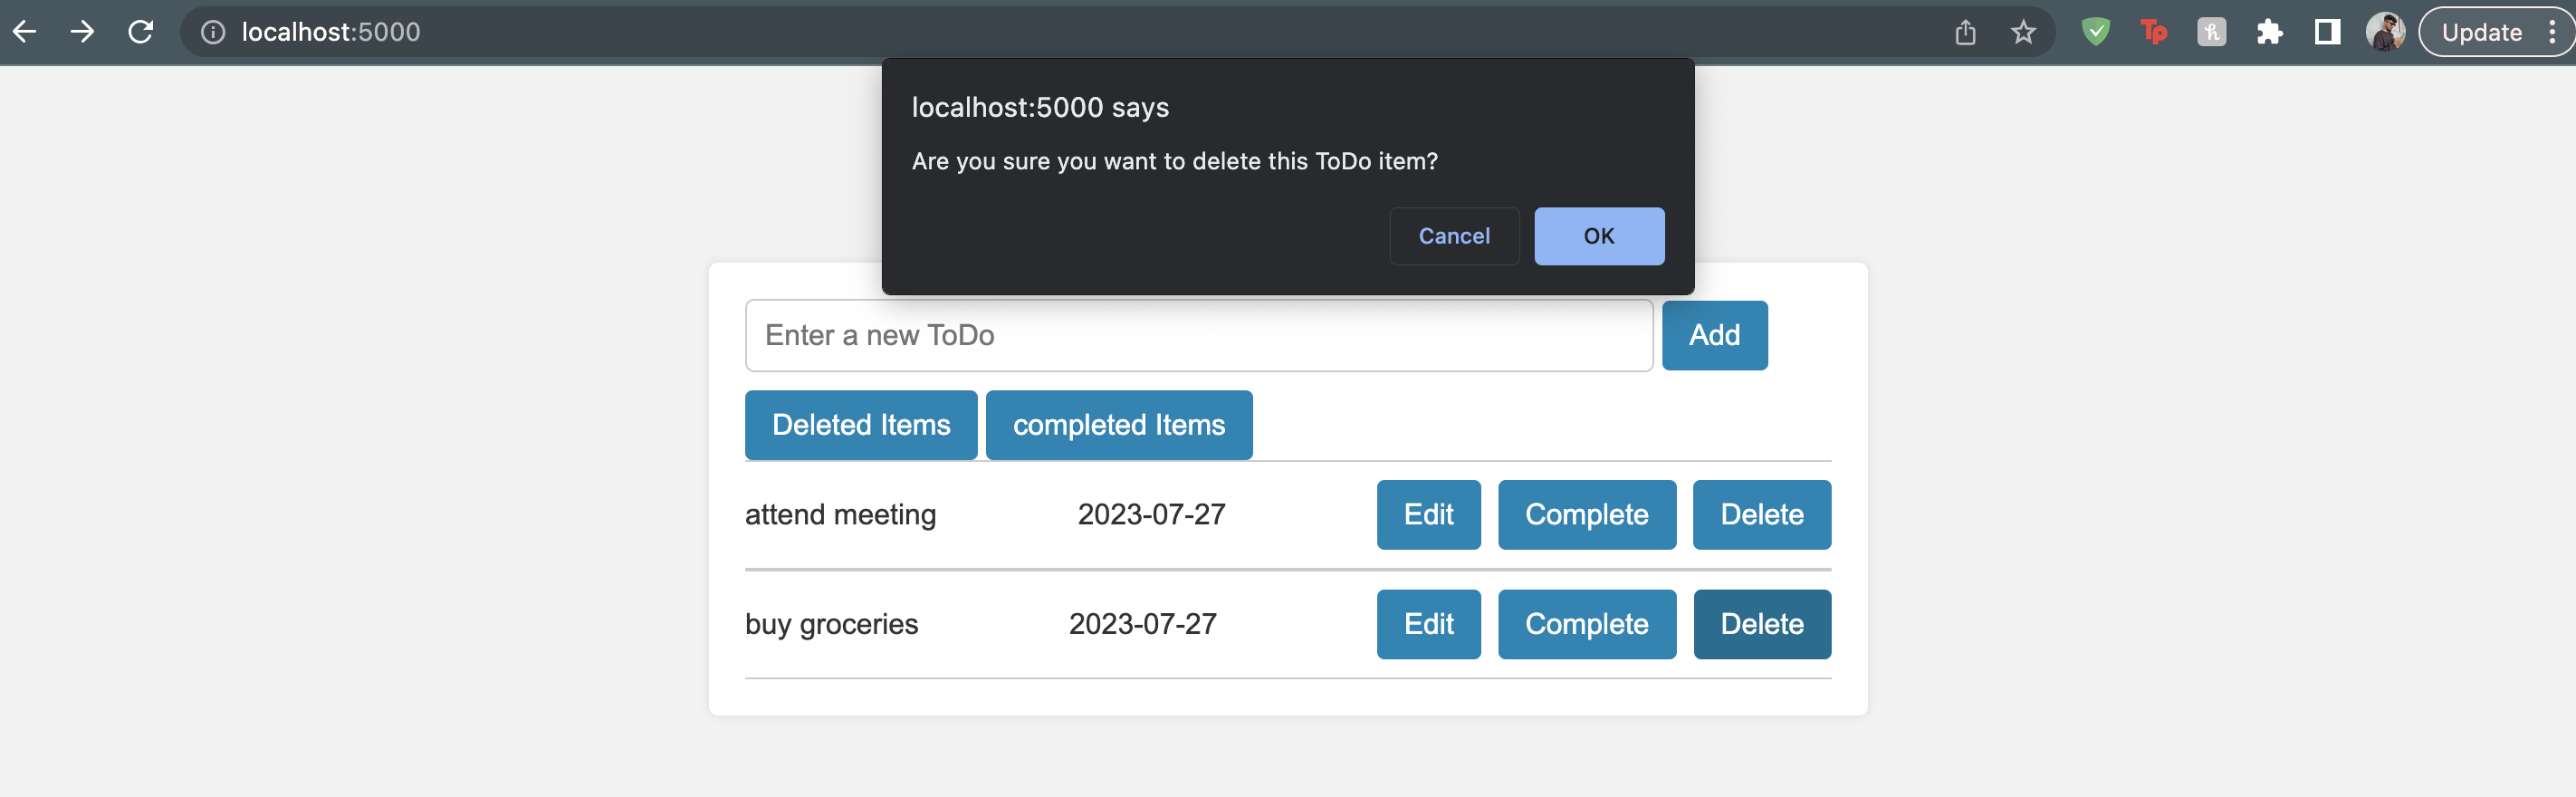 localhost:5000
Tp
h
Update
localhost:5000 says
Are you sure you want to delete this ToDo item?
Cancel OK
Enter a new ToDo Add
Deleted Items completed Items
attend meeting 2023-07-27 Edit Complete Delete
buy groceries 2023-07-27 Edit Complete Delete